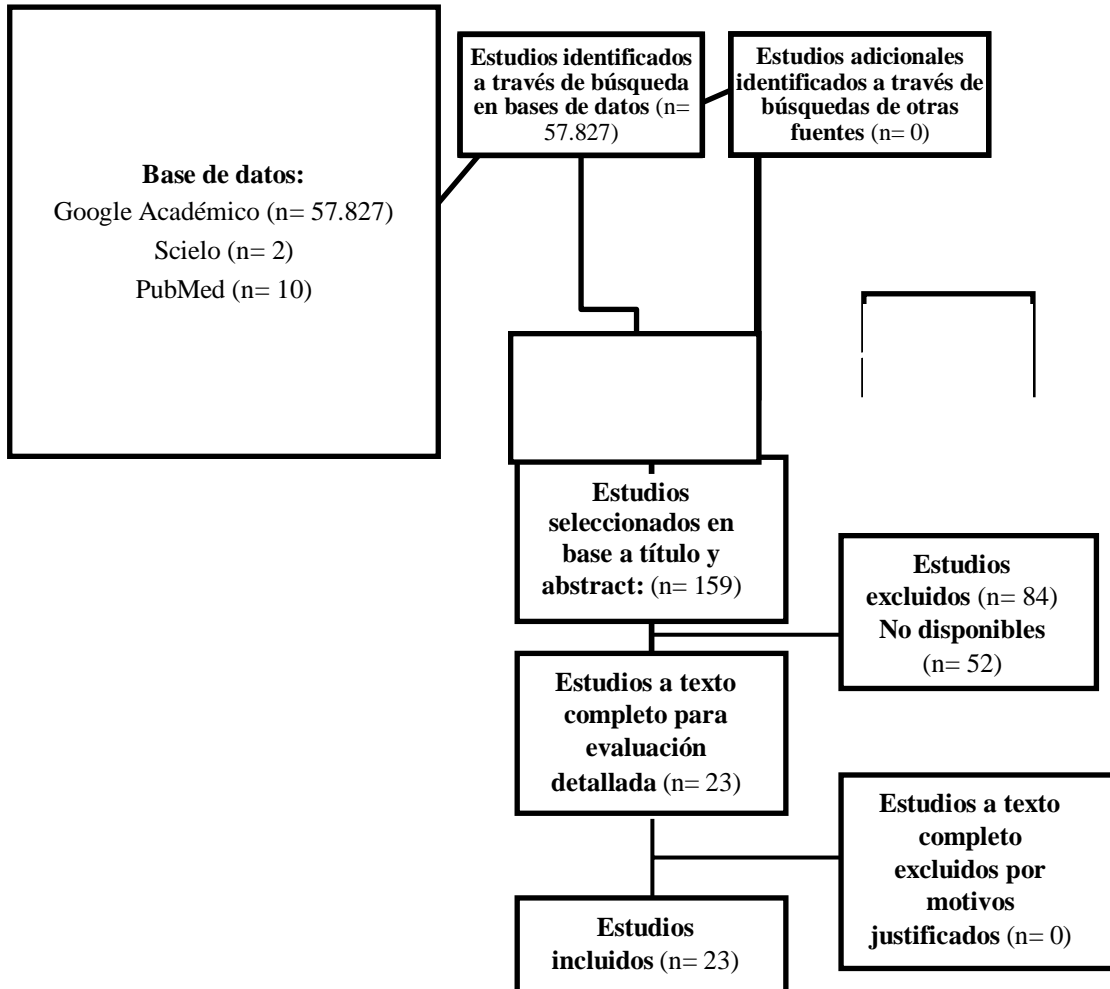 Base de datos:
Google Académico (n= 57.827)
Scielo (n= 2)
PubMed (n= 10)
Estudios identificados
a través de búsqueda
en bases de datos (n=
57.827)
Estudios adicionales
identificados a través de
búsquedas de otras
fuentes (n= 0)
Estudios
seleccionados en
base a título y
abstract: (n= 159)
Estudios
excluidos (n= 84)
No disponibles
(n= 52)
Estudios a texto
completo para
evaluación
detallada (n= 23)
Estudios a texto
completo
excluidos por
motivos
justificados (n= 0)
Estudios
incluidos (n= 23)